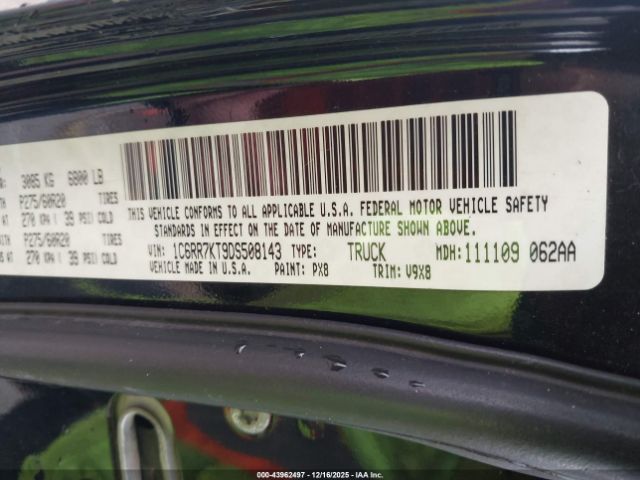 3085 KG 6800 LB
P275/60R20 TIRES
270 KPA ( 39 PSI) COLD
P275/60R20 TIRES
270 KPA ( 39 PSI) COLD
THIS VEHICLE CONFORMS TO ALL APPLICABLE U.S.A. FEDERAL MOTOR VEHICLE SAFETY
STANDARDS IN EFFECT ON THE DATE OF MANUFACTURE SHOWN ABOVE.
VIN: 1C6RR7KT9DS508143 TYPE: TRUCK MDH: 111109 062AA
VEHICLE MADE IN U.S.A. PAINT: PX8 TRIM: V9X8
000-43962497 - 12/16/2025 - IAA Inc.